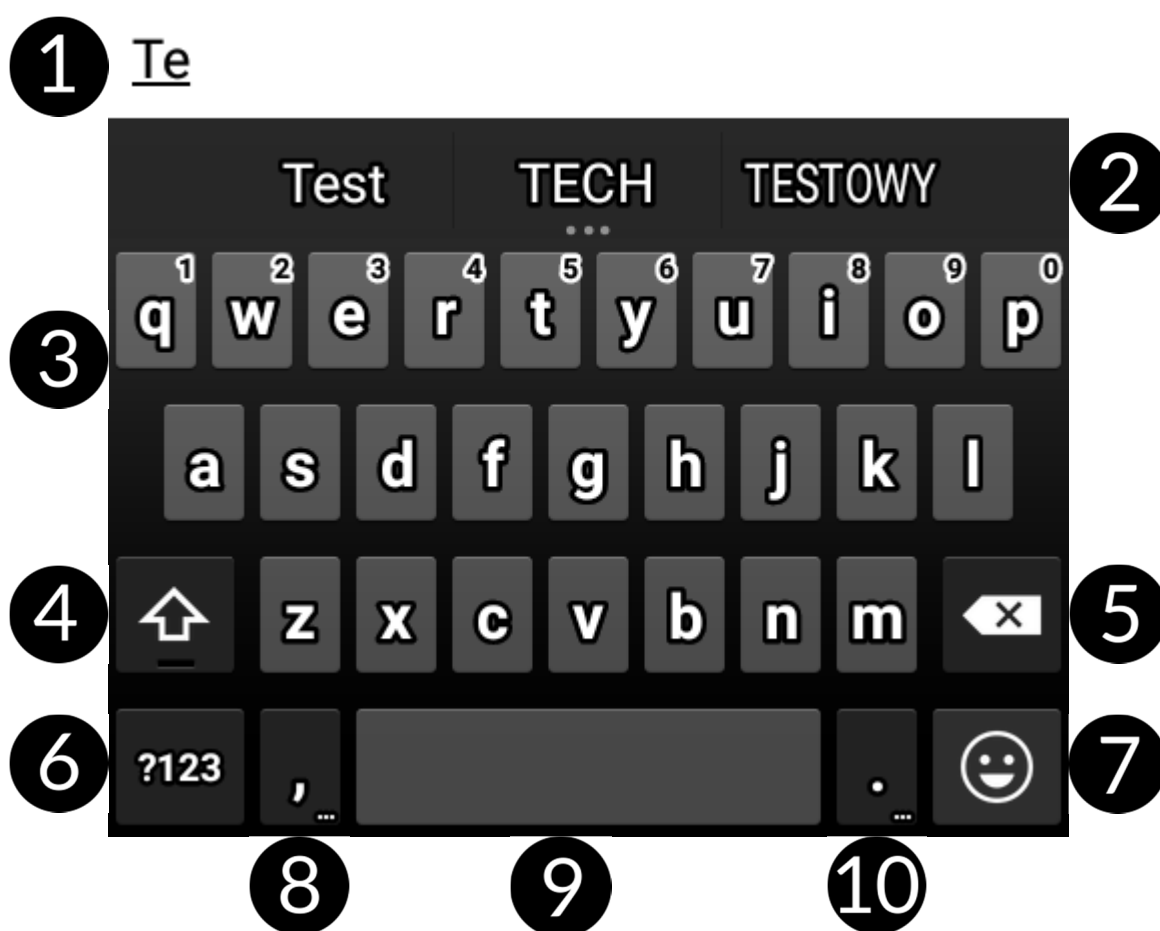 1 Te
Test TECH TESTOWY 2
1 2 3 4 5 6 7 8 9 0
q w e r t y u i o p
3
a s d f g h j k l
4 z x c v b n m 5
6 ?123 , . 7
8 9 10